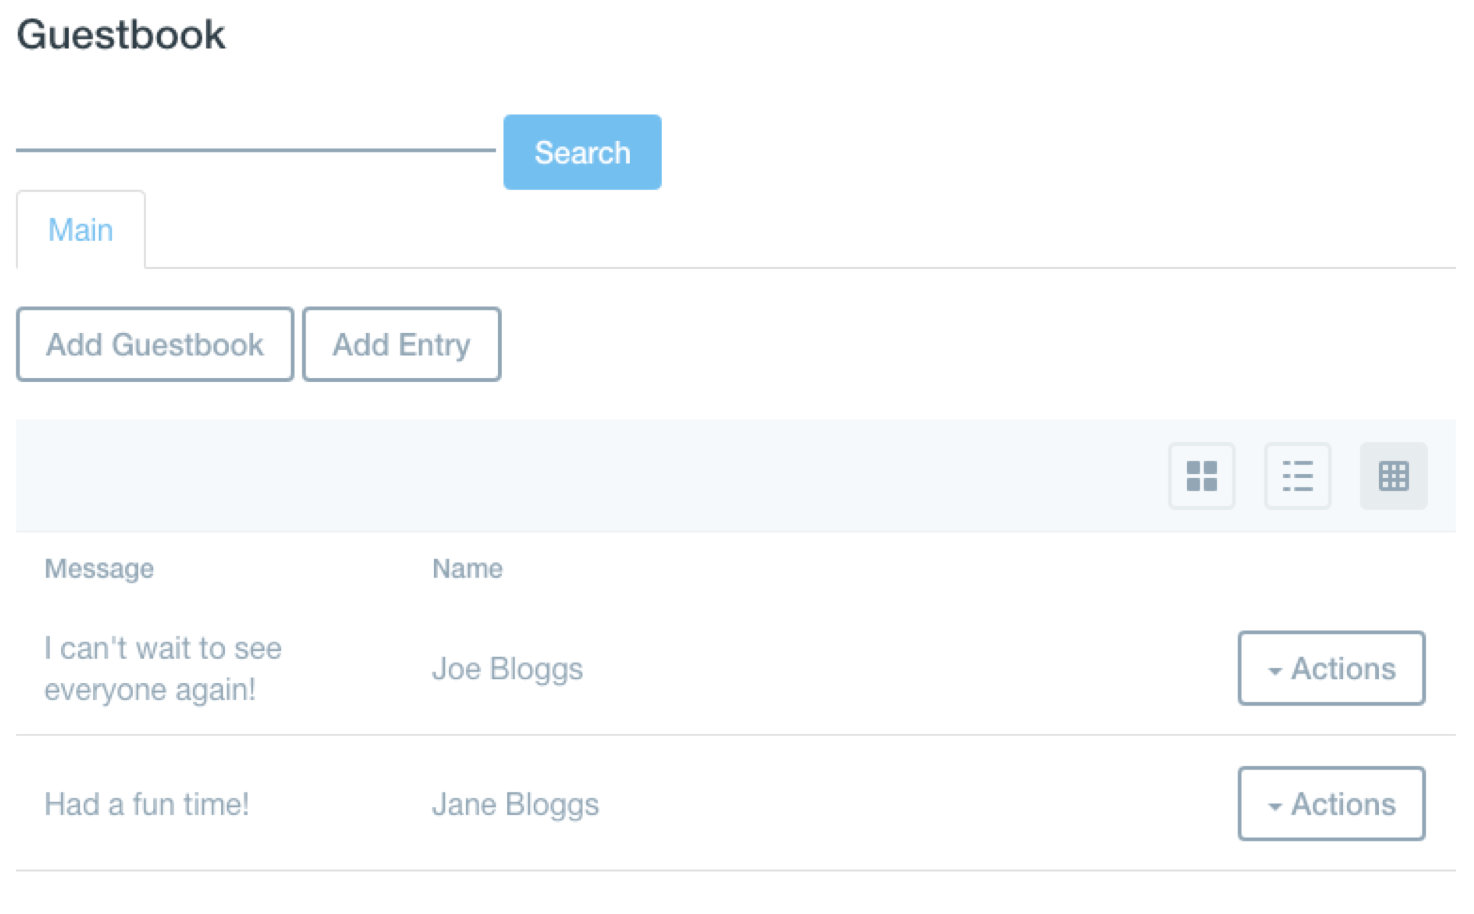 Guestbook
Search
Main
Add Guestbook
Add Entry
Message
Name
I can't wait to see
everyone again!
Joe Bloggs
Actions
Had a fun time!
Jane Bloggs
Actions